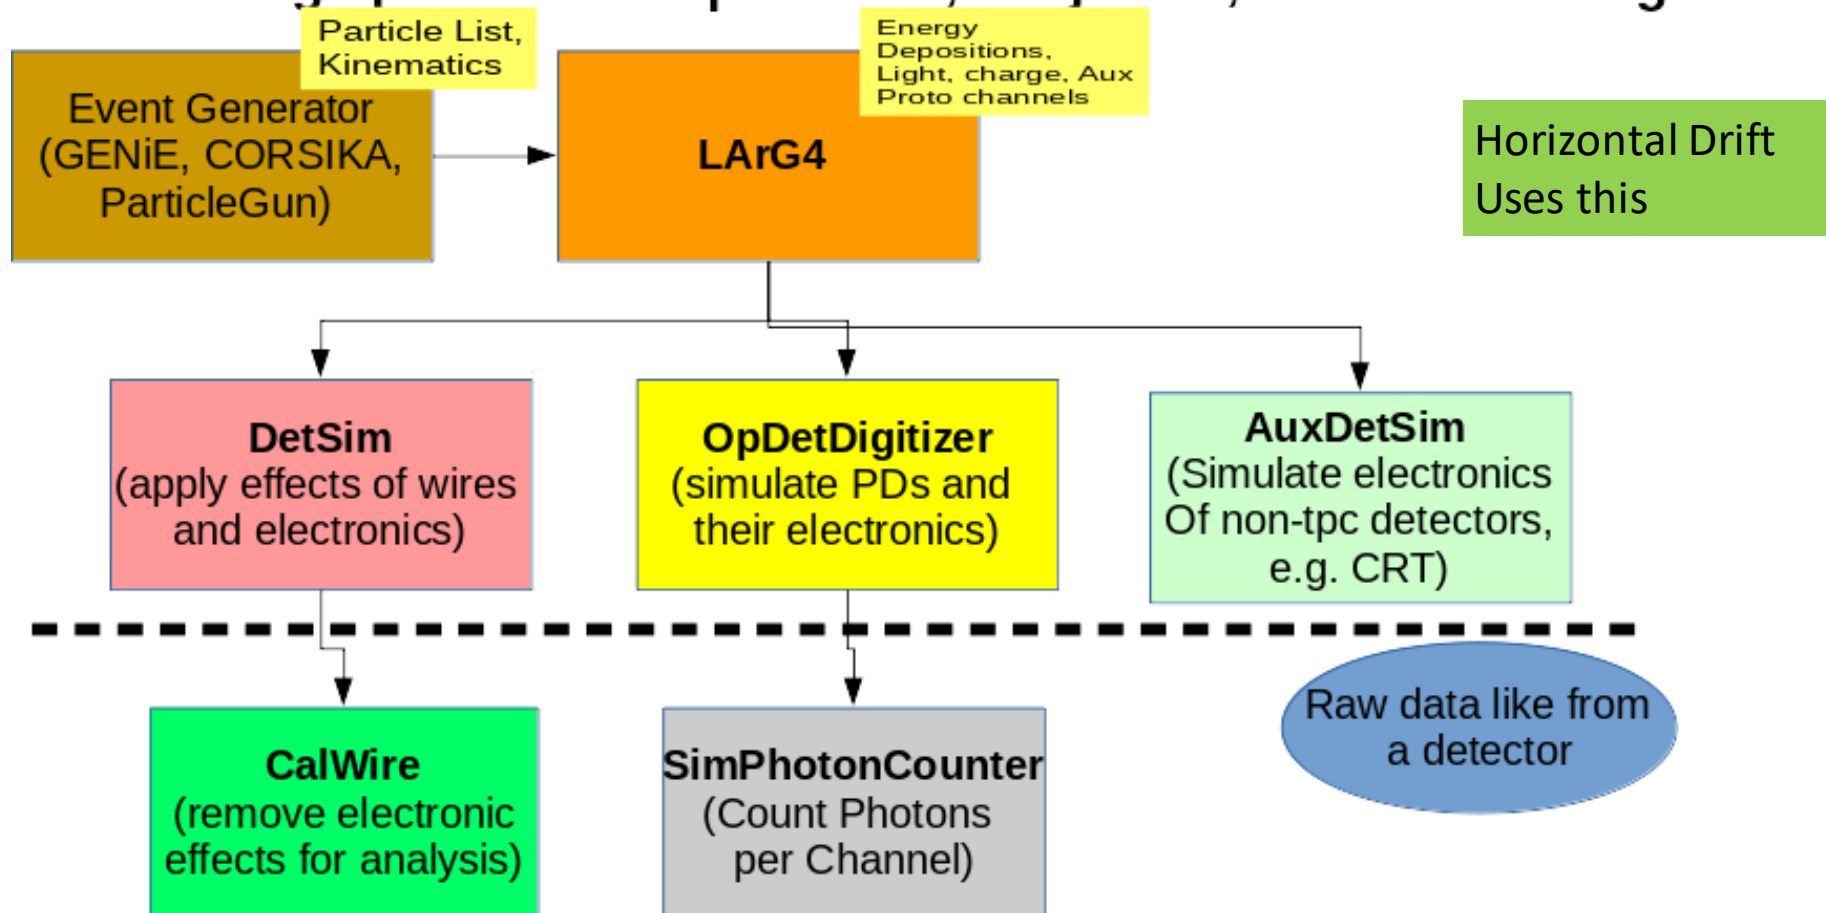 Particle List,
Kinematics
Energy
Depositions,
Light, charge, Aux
Proto channels
Event Generator
(GENiE, CORSIKA,
ParticleGun)
LArG4
Horizontal Drift
Uses this
DetSim
(apply effects of wires
and electronics)
OpDetDigitizer
(simulate PDs and
their electronics)
AuxDetSim
(Simulate electronics
Of non-tpc detectors,
e.g. CRT)
CalWire
(remove electronic
effects for analysis)
SimPhotonCounter
(Count Photons
per Channel)
Raw data like from
a detector